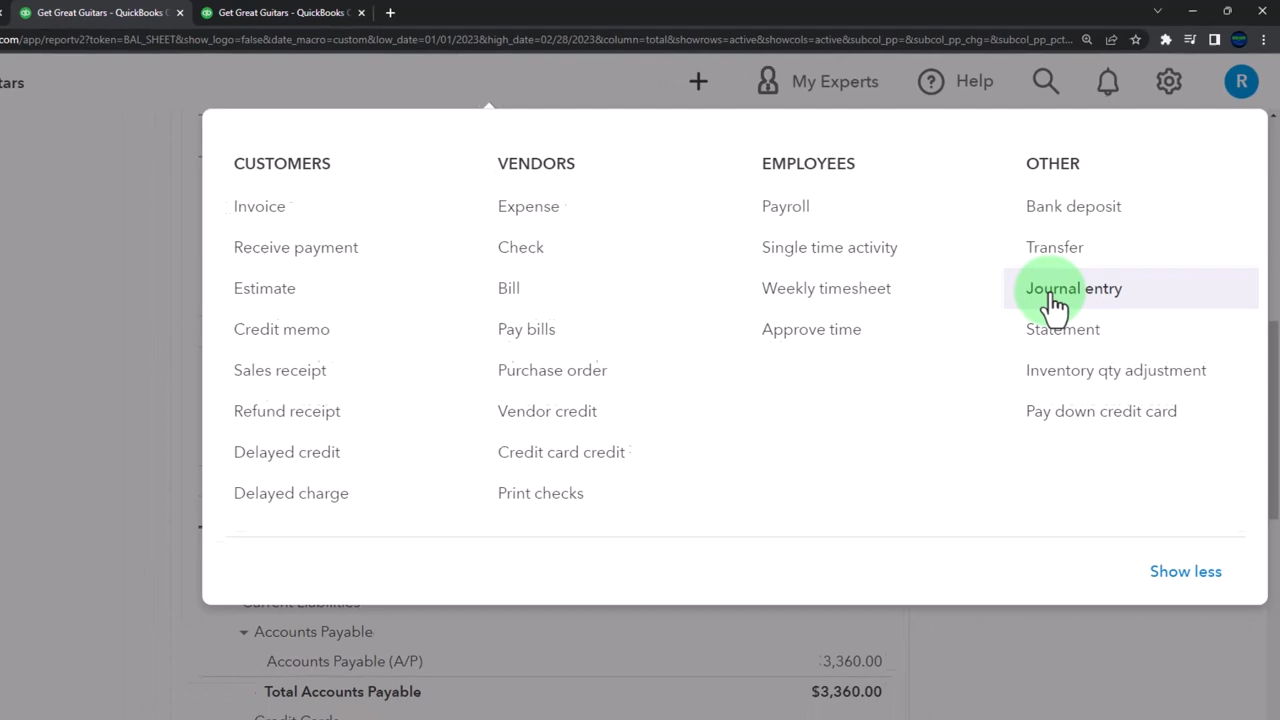 Get Great Guitars - QuickBooks O
Get Great Guitars - QuickBooks O
com/app/reportv2?token=BAL_SHEET&show_logo=false&date_macro=custom&low_date=01/01/2023&high_date=02/28/2023&column=total&showrows=active&showcols=active&subcol_pp=&subcol_pp_chg=&subcol_pp_pct...
tars
My Experts
Help
R
CUSTOMERS
Invoice
Receive payment
Estimate
Credit memo
Sales receipt
Refund receipt
Delayed credit
Delayed charge
VENDORS
Expense
Check
Bill
Pay bills
Purchase order
Vendor credit
Credit card credit
Print checks
EMPLOYEES
Payroll
Single time activity
Weekly timesheet
Approve time
OTHER
Bank deposit
Transfer
Journal entry
Statement
Inventory qty adjustment
Pay down credit card
Show less
Current Liabilities
Accounts Payable
Accounts Payable (A/P) 3,360.00
Total Accounts Payable $3,360.00
Credit Cards